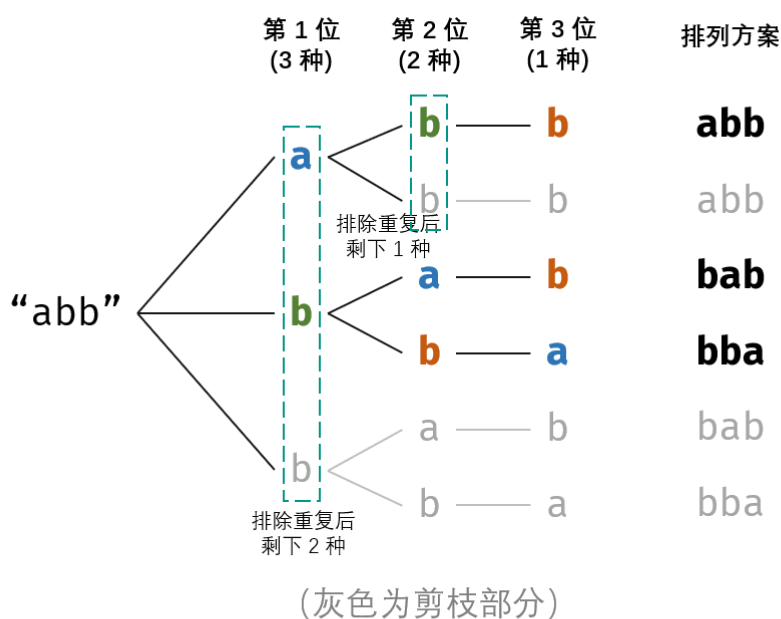 第 1 位
(3 种)
第 2 位
(2 种)
第 3 位
(1 种)
排列方案
b
b
abb
a
b
b
abb
排除重复后
剩下 1 种
a
b
bab
“abb”
b
b
a
bba
a
b
bab
b
b
a
bba
排除重复后
剩下 2 种
（灰色为剪枝部分）